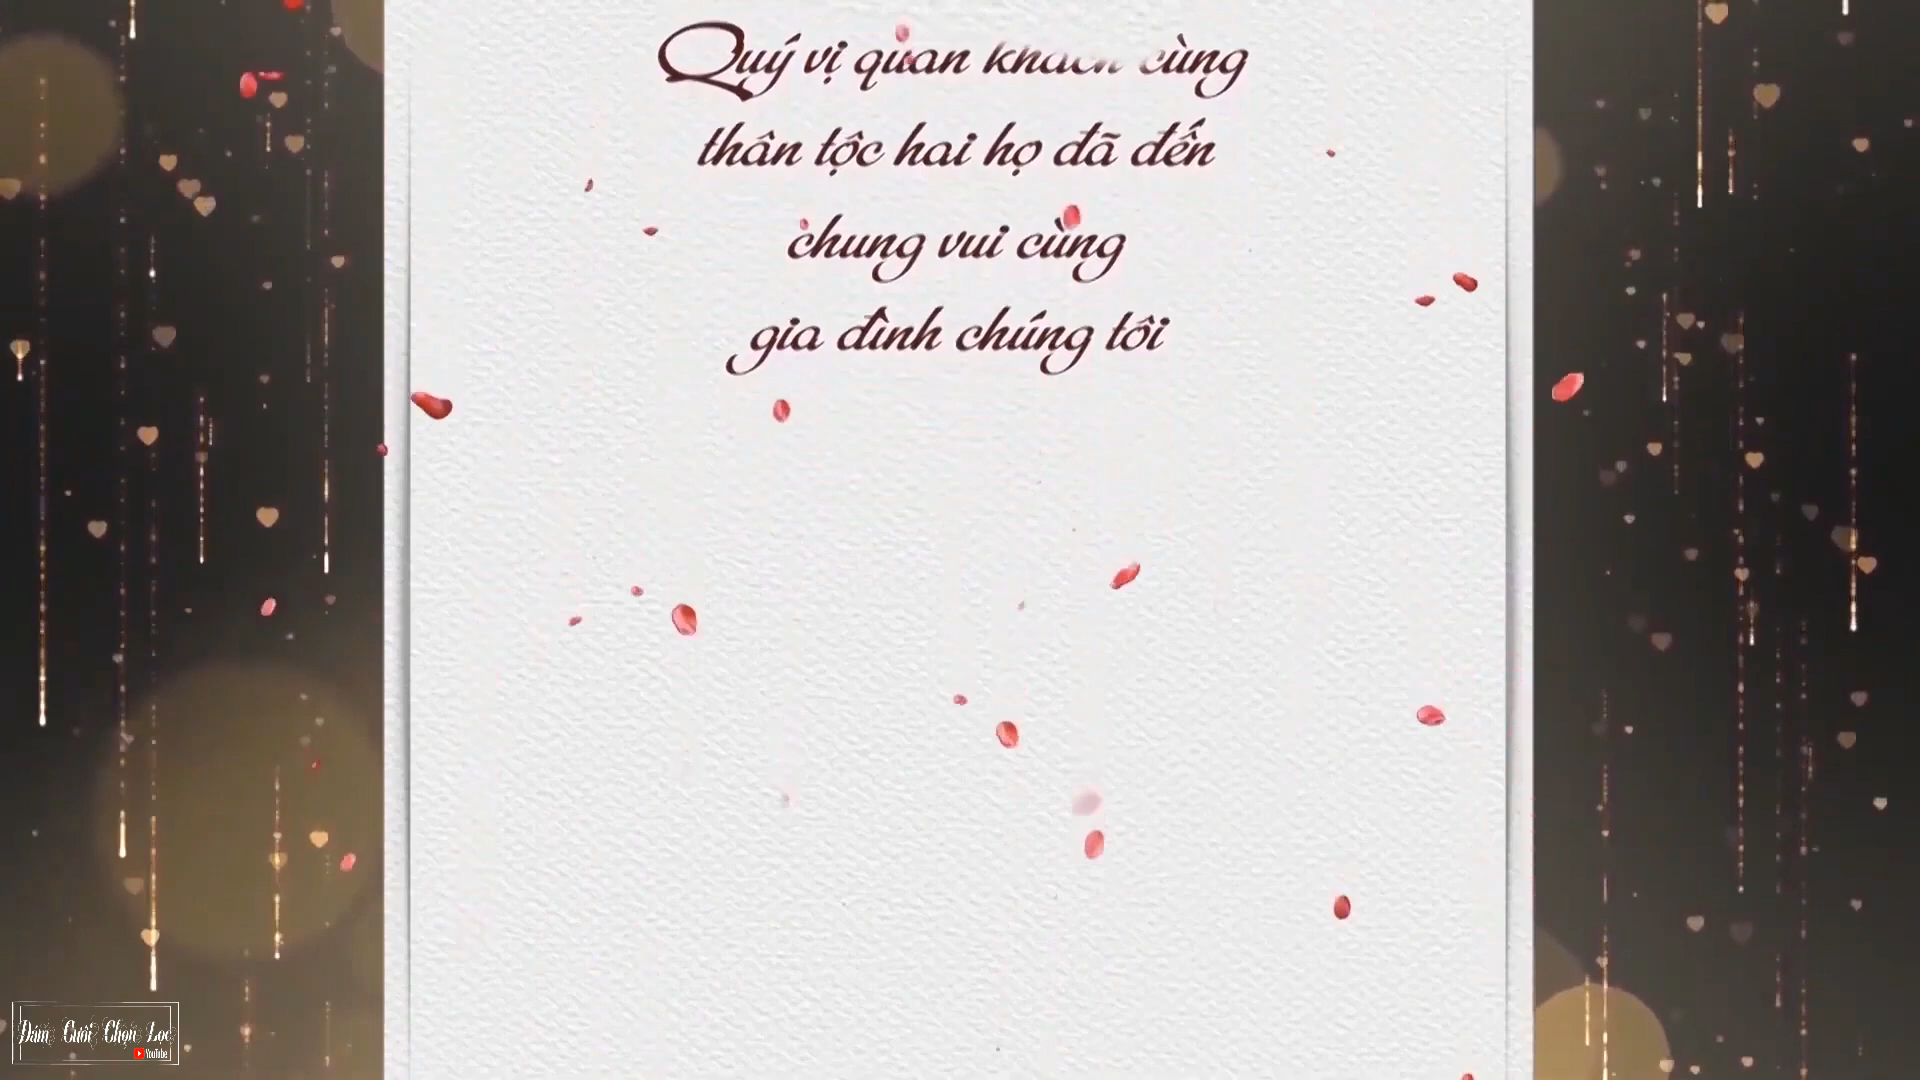 Quý vị quan khách cùng
thân tộc hai họ đã đến
chung vui cùng
gia đình chúng tôi
Đám Cưới Chọn Lọc
YouTube